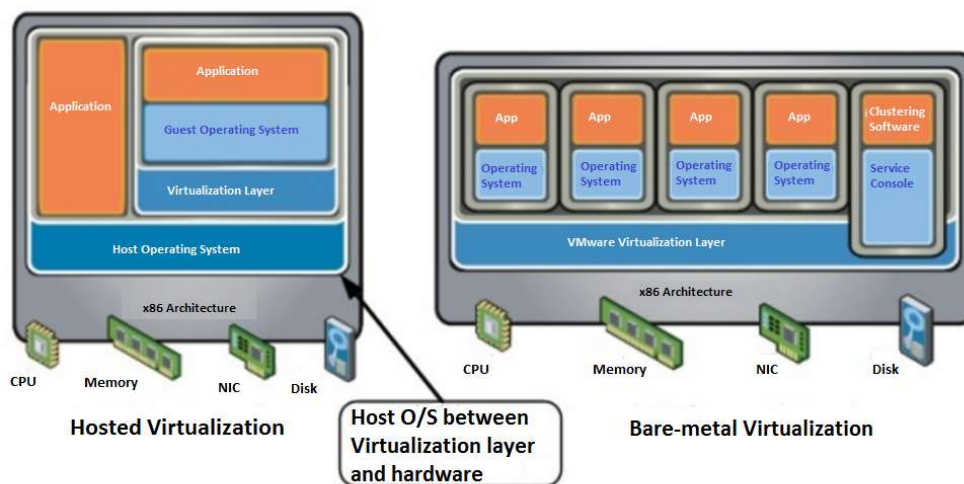 Application
Application
Guest Operating System
Virtualization Layer
Host Operating System
x86 Architecture
CPU
Memory
NIC
Disk
Hosted Virtualization
Host O/S between
Virtualization layer
and hardware
App
App
App
App
Clustering
Software
Operating
System
Operating
System
Operating
System
Operating
System
Service
Console
VMware Virtualization Layer
x86 Architecture
CPU
Memory
NIC
Disk
Bare-metal Virtualization